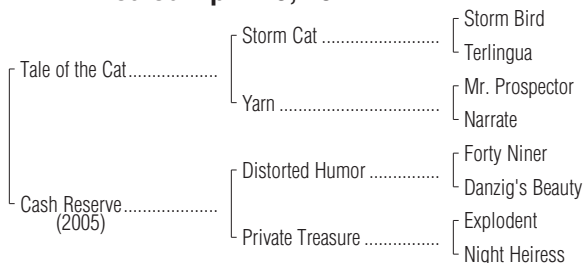 Storm Bird
Storm Cat........................
Terlingua
Tale of the Cat..................
Mr. Prospector
Yarn ................................
Narrate
Forty Niner
Distorted Humor ..............
Danzig's Beauty
Cash Reserve...................
(2005)
Explodent
Private Treasure ...............
Night Heiress